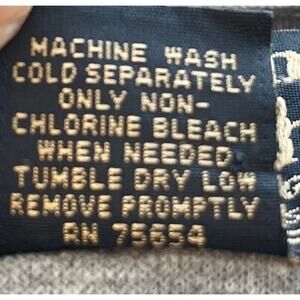 MACHINE WASH
COLD SEPARATELY
ONLY NON-
CHLORINE BLEACH
WHEN NEEDED
TUMBLE DRY LOW
REMOVE PROMPTLY
RN 75654